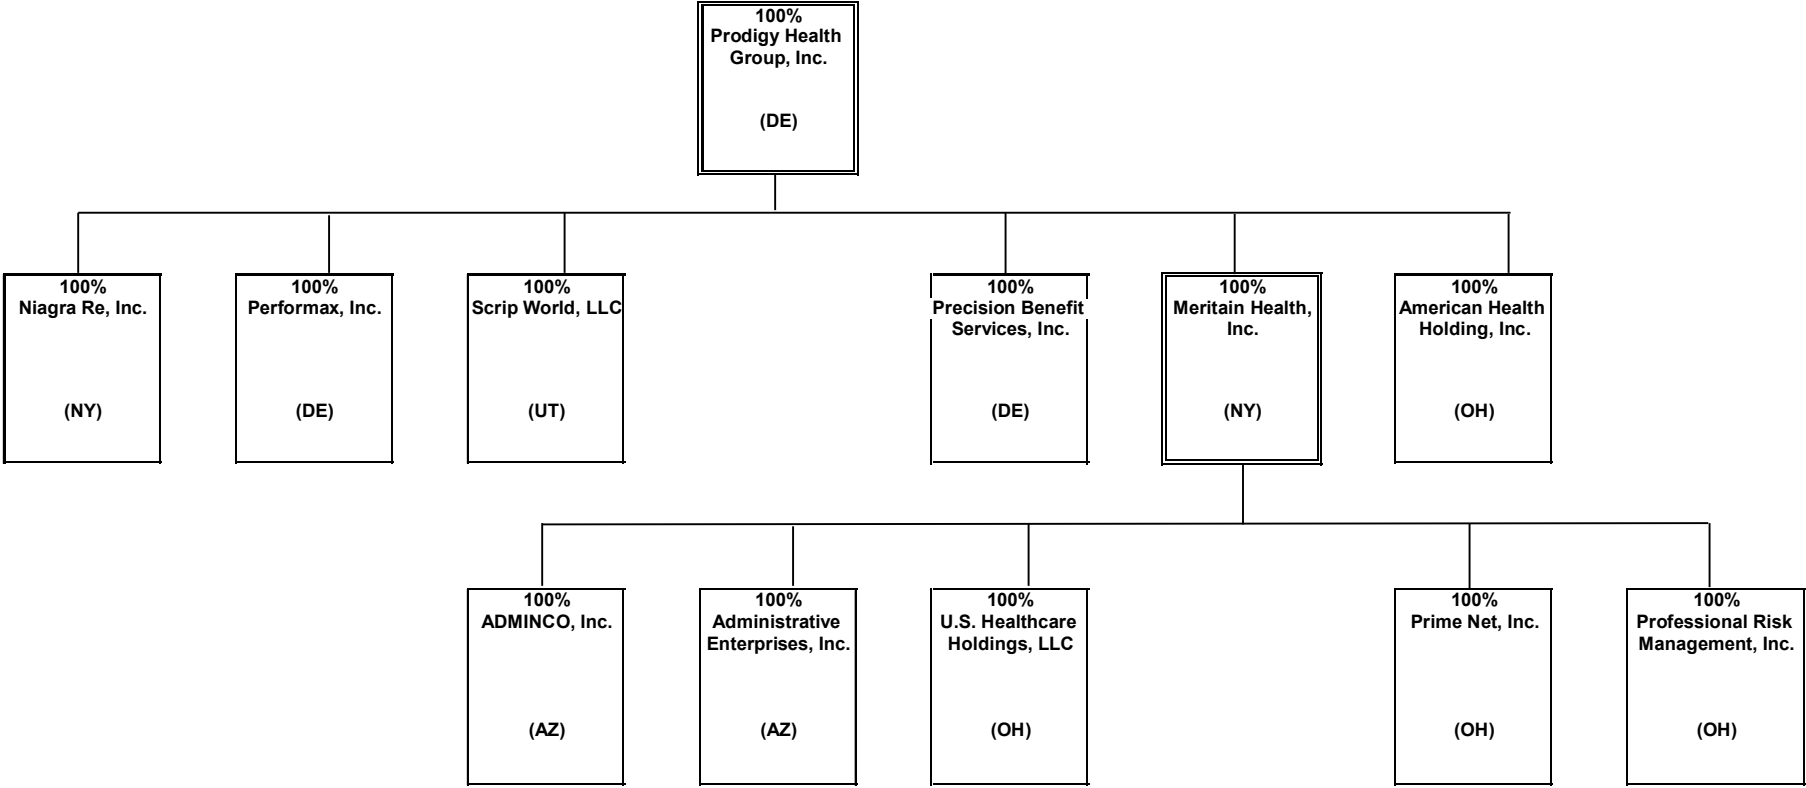 100%
Prodigy Health
Group, Inc.
(DE)
100%
Niagra Re, Inc.
(NY)
100%
Performax, Inc.
(DE)
100%
Scrip World, LLC
(UT)
100%
Precision Benefit
Services, Inc.
(DE)
100%
Meritain Health,
Inc.
(NY)
100%
American Health
Holding, Inc.
(OH)
100%
ADMINCO, Inc.
(AZ)
100%
Administrative
Enterprises, Inc.
(AZ)
100%
U.S. Healthcare
Holdings, LLC
(OH)
100%
Prime Net, Inc.
(OH)
100%
Professional Risk
Management, Inc.
(OH)